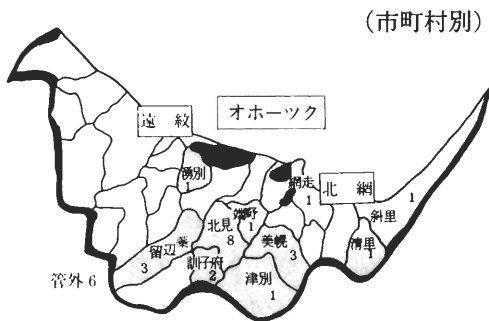 (市町村別)
オホーツク
遠紋
湧別
1
網走
1
北網
1
斜里
端野
1
北見
8
美幌
3
清里
1
留辺蘂
3
訓子府
2
津別
1
管外6